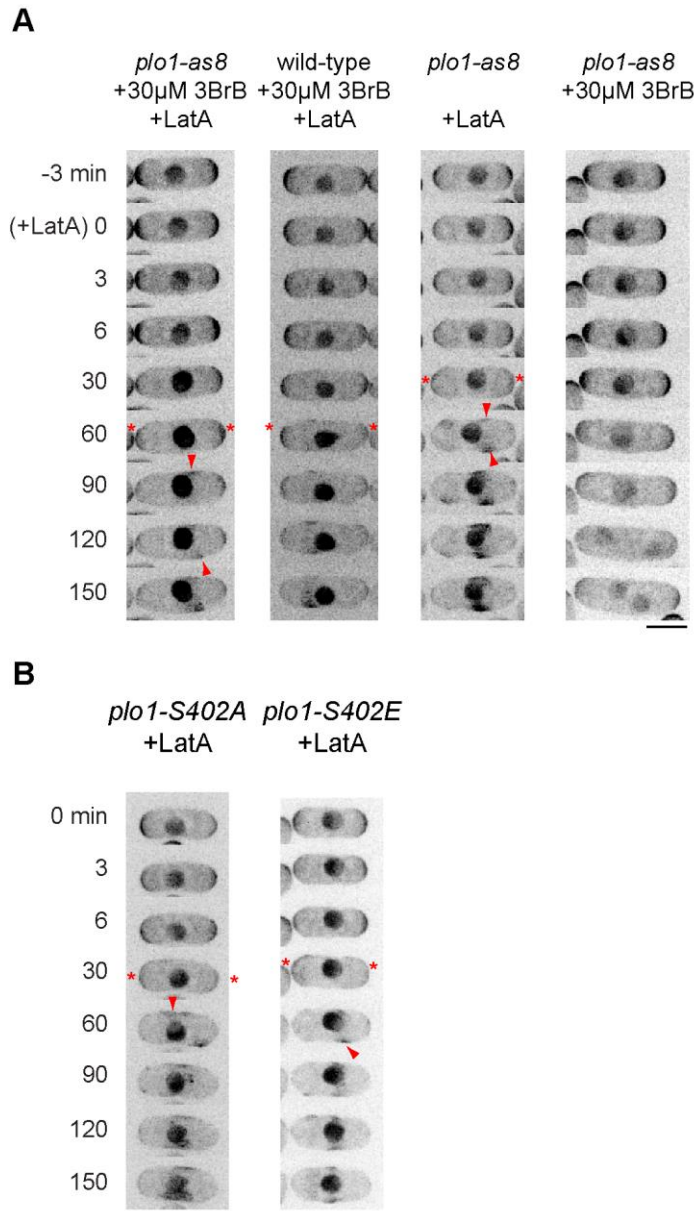 A
plo1-as8 wild-type plo1-as8 plo1-as8
+30µM 3BrB +30µM 3BrB +30µM 3BrB
+LatA +LatA +LatA
-3 min
(+LatA) 0
3
6
30
* *
60
* * * *
90
120
150
B
plo1-S402A plo1-S402E
+LatA +LatA
0 min
3
6
30
* * * *
60
90
120
150